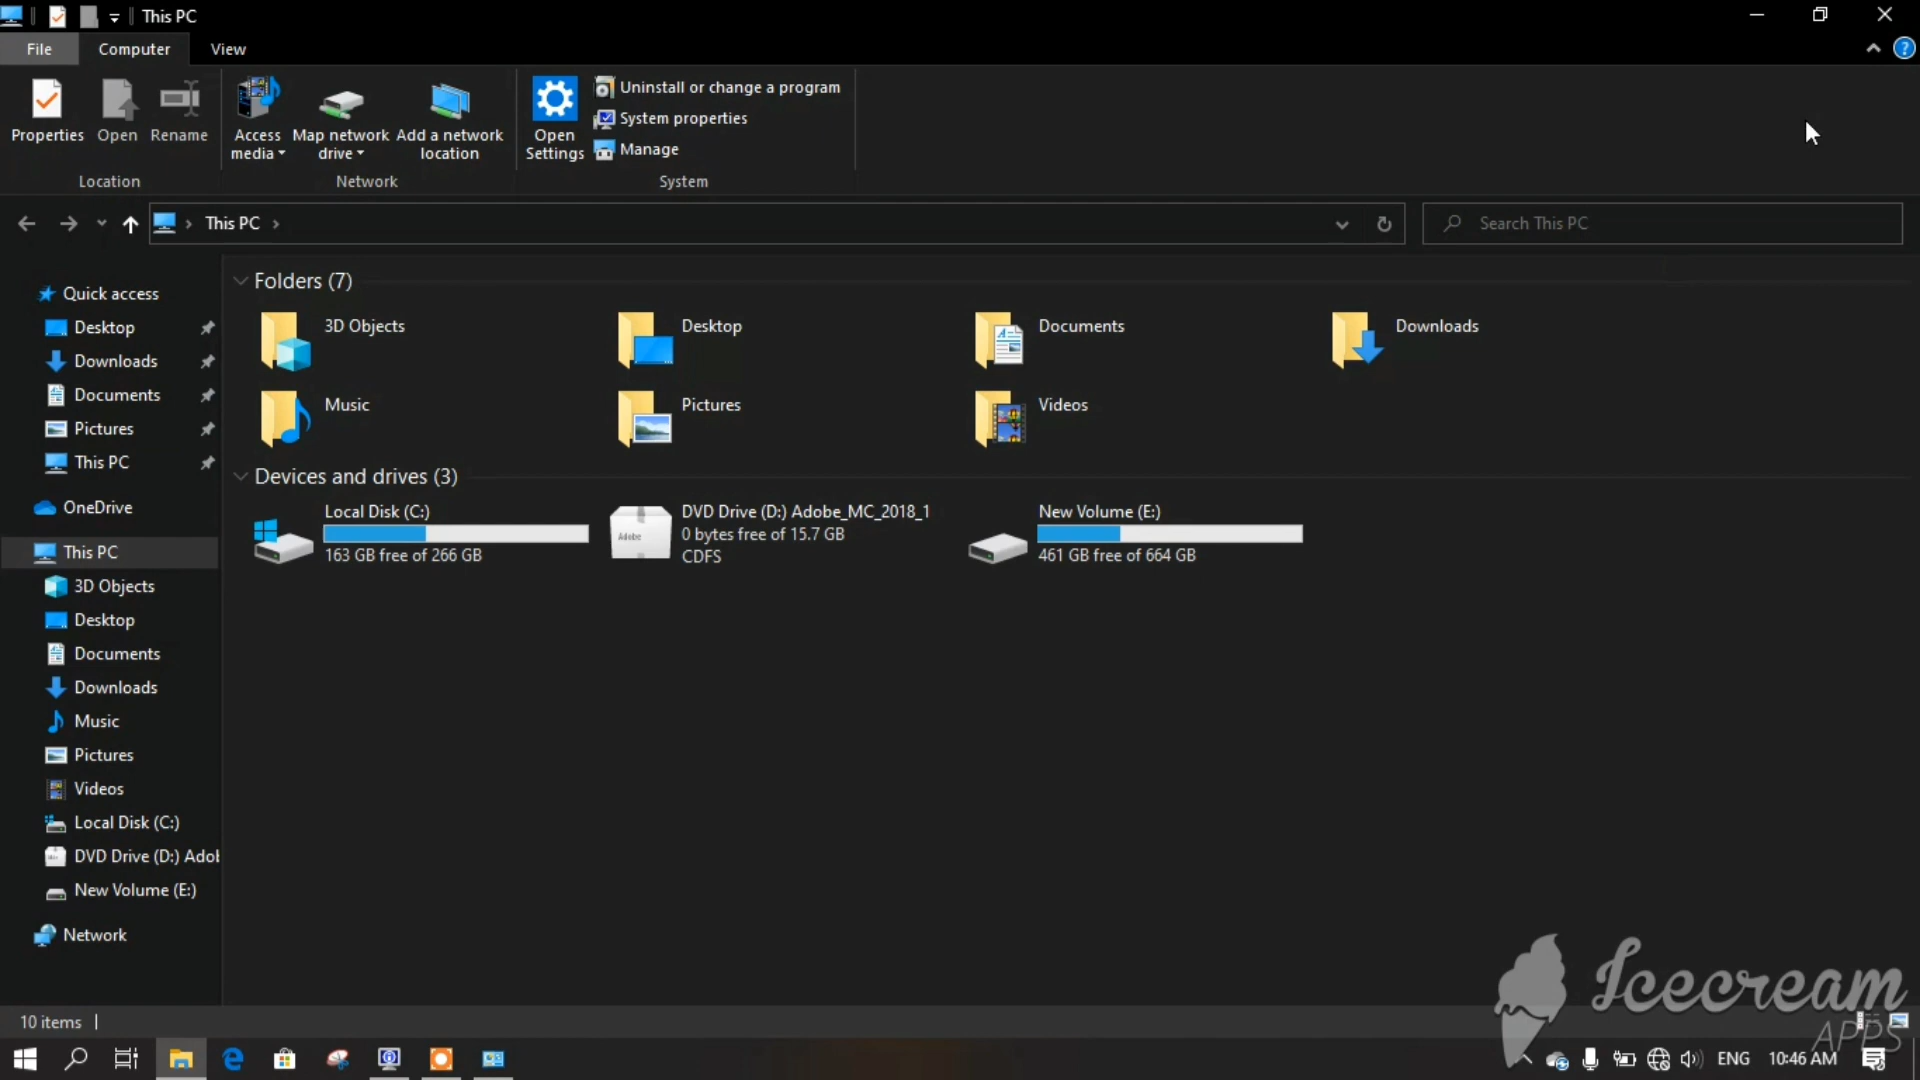 This PC
File
Computer
View
Properties
Open
Rename
Access media
Map network drive
Add a network location
Open Settings
Uninstall or change a program
System properties
Manage
Location
Network
System
This PC
Search This PC
Quick access
Desktop
Downloads
Documents
Pictures
This PC
OneDrive
This PC
3D Objects
Desktop
Documents
Downloads
Music
Pictures
Videos
Local Disk (C:)
DVD Drive (D:) Adob
New Volume (E:)
Network
Folders (7)
3D Objects
Desktop
Documents
Downloads
Music
Pictures
Videos
Devices and drives (3)
Local Disk (C:)
163 GB free of 266 GB
Adobe
DVD Drive (D:) Adobe_MC_2018_1
0 bytes free of 15.7 GB
CDFS
New Volume (E:)
461 GB free of 664 GB
10 items
Icecream
APPS
ENG
10:46 AM